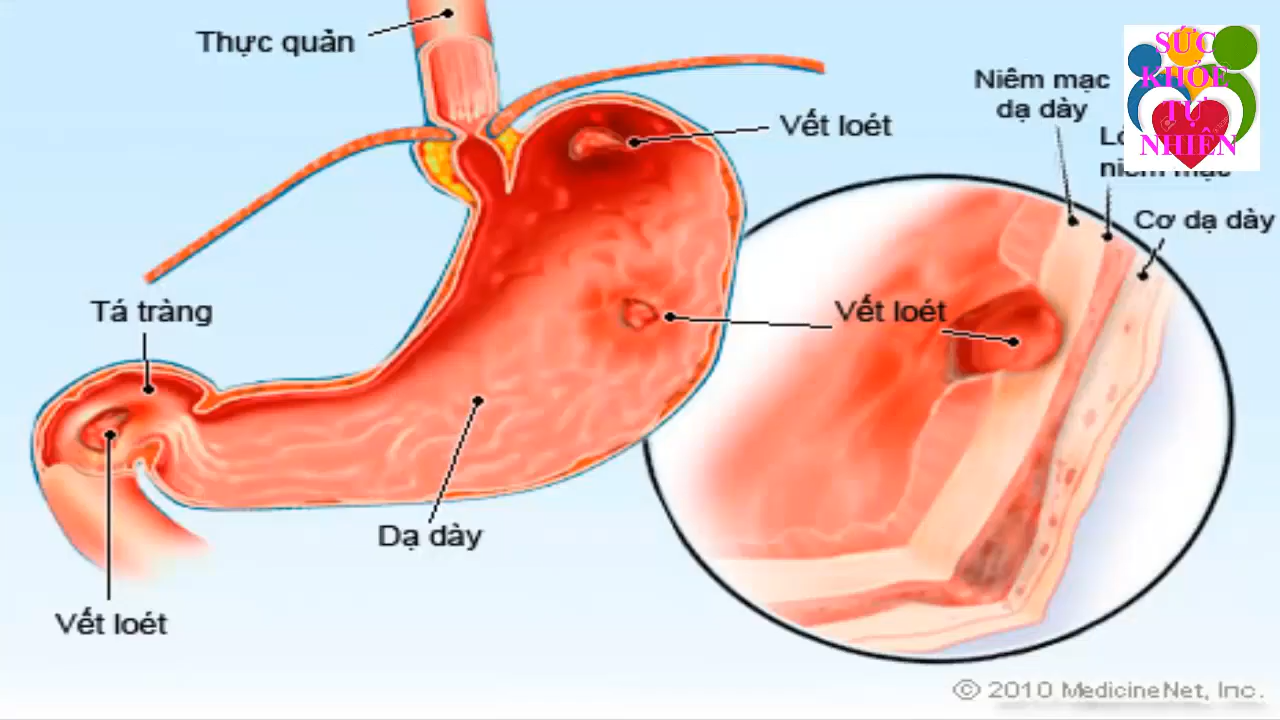 Thực quản
SỨC
KHỎE
TỰ
NHIÊN
Niêm mạc
dạ dày
Vết loét
Cơ dạ dày
Tá tràng
Vết loét
Dạ dày
Vết loét
© 2010 MedicineNet, Inc.